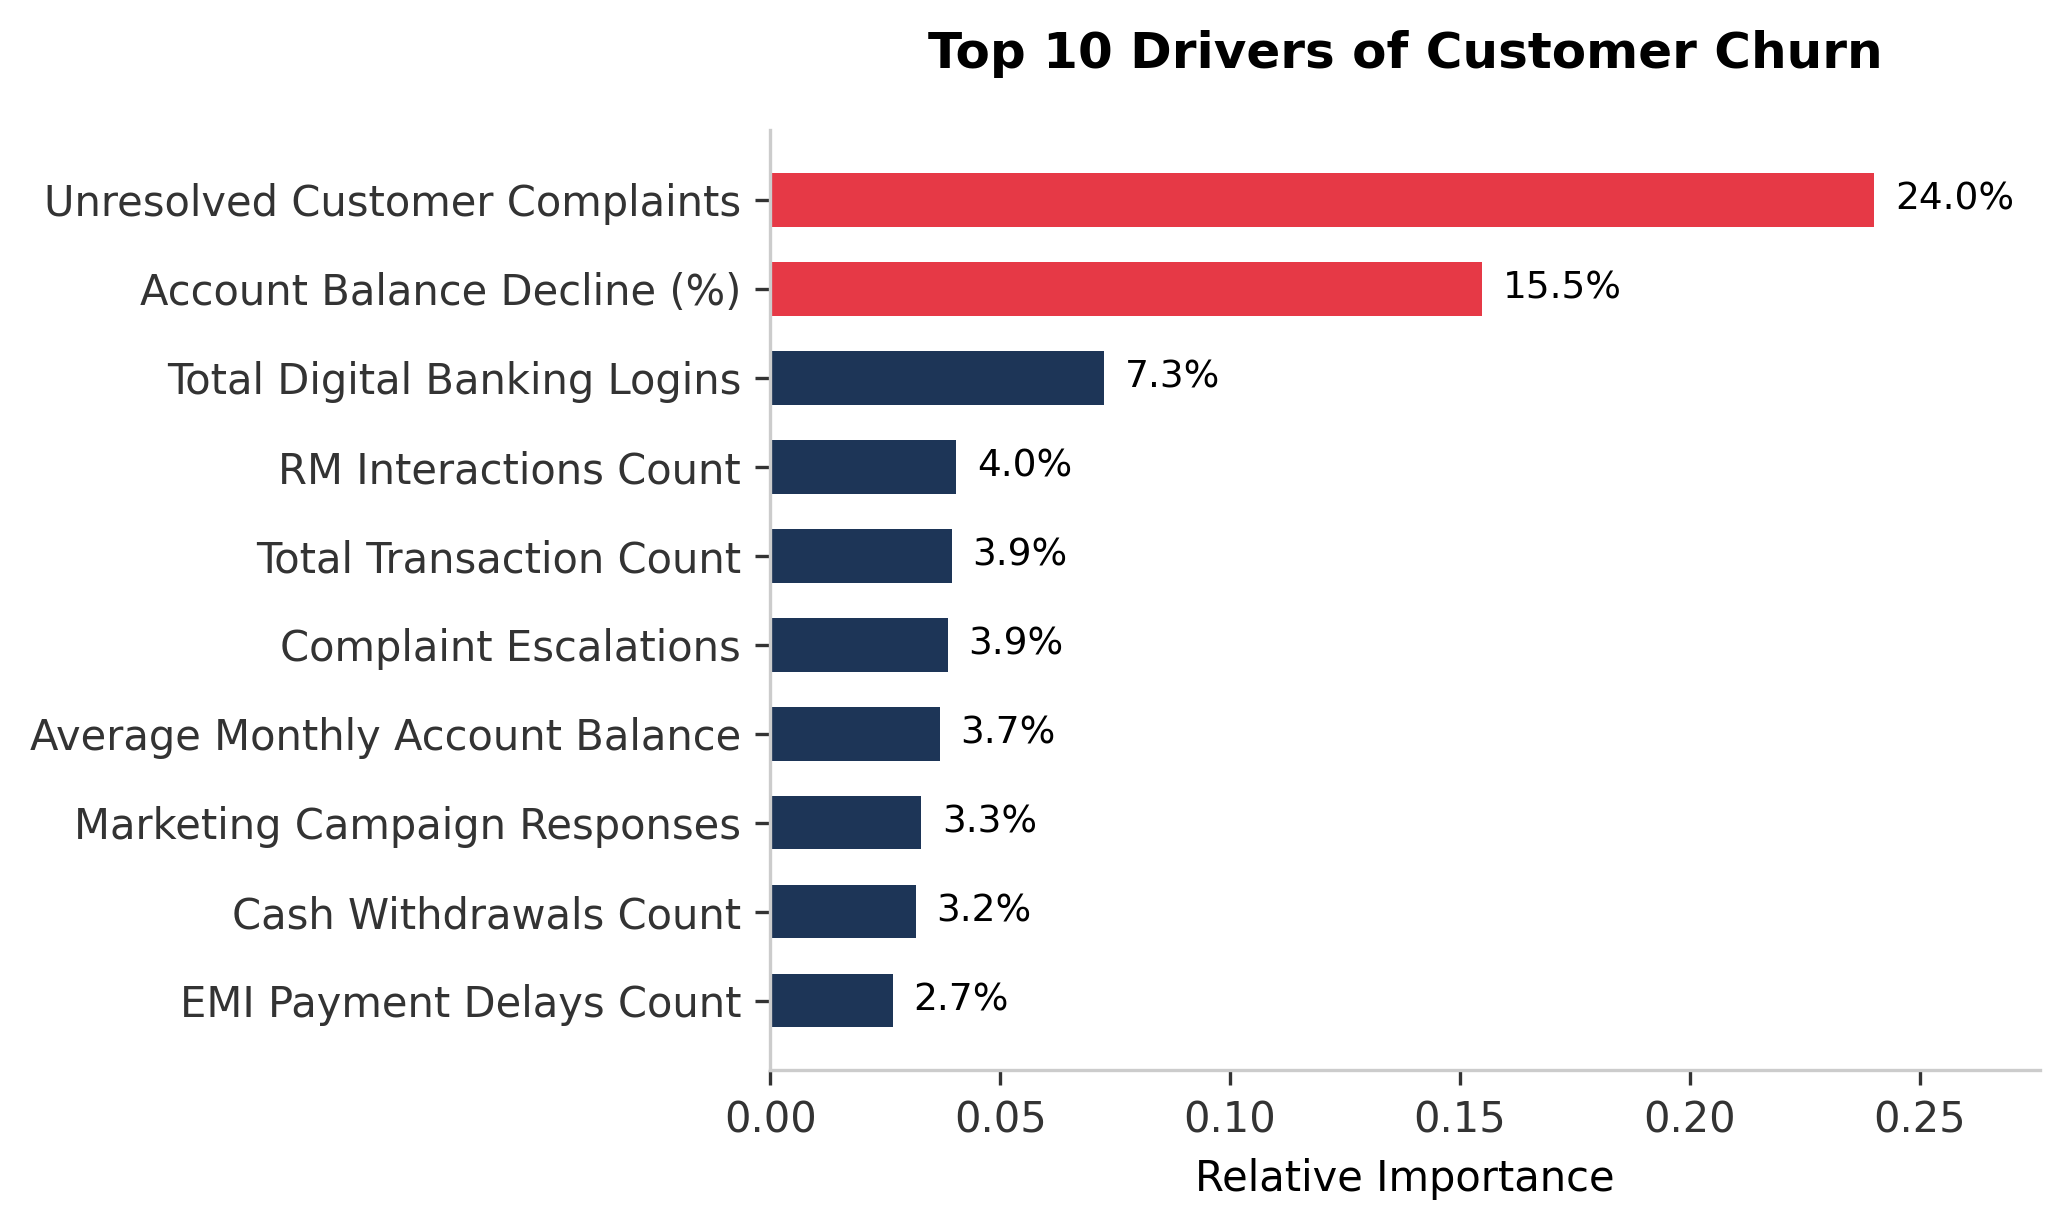 Top 10 Drivers of Customer Churn
Unresolved Customer Complaints 24.0%
Account Balance Decline (%) 15.5%
Total Digital Banking Logins 7.3%
RM Interactions Count 4.0%
Total Transaction Count 3.9%
Complaint Escalations 3.9%
Average Monthly Account Balance 3.7%
Marketing Campaign Responses 3.3%
Cash Withdrawals Count 3.2%
EMI Payment Delays Count 2.7%
0.00 0.05 0.10 0.15 0.20 0.25
Relative Importance